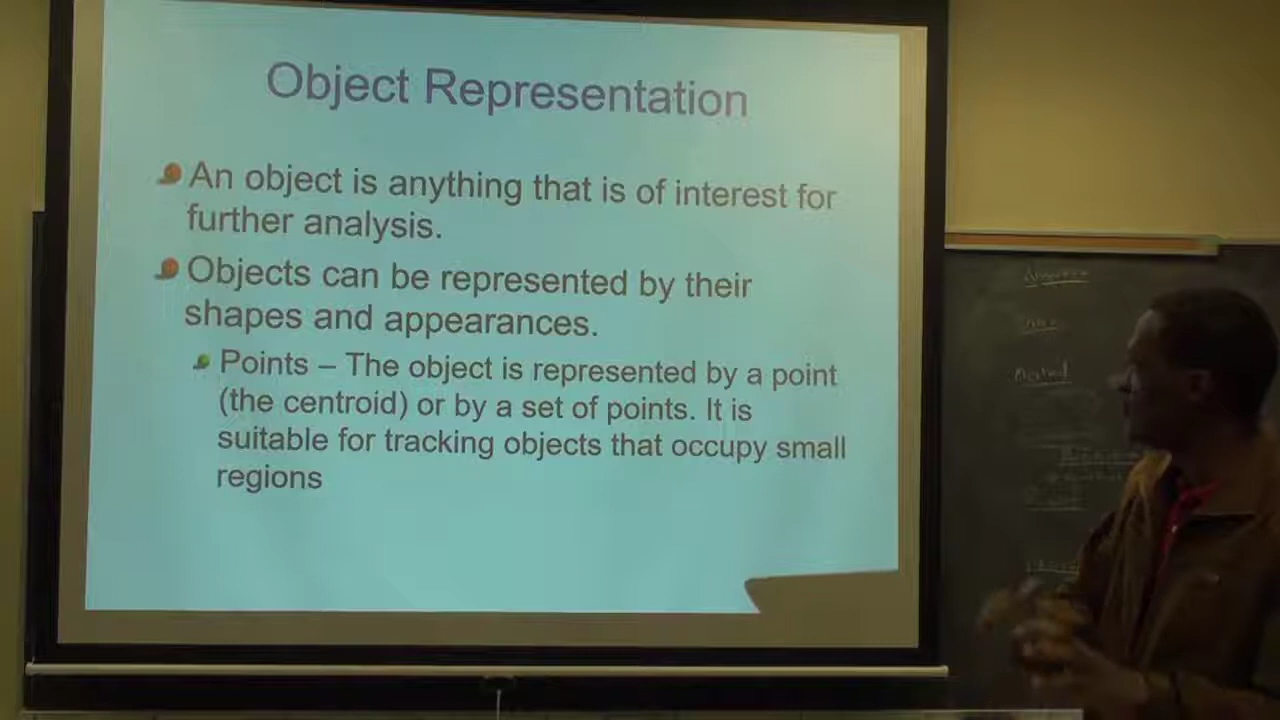 Object Representation
An object is anything that is of interest for
further analysis.
Objects can be represented by their
shapes and appearances.
Points – The object is represented by a point
(the centroid) or by a set of points. It is
suitable for tracking objects that occupy small
regions